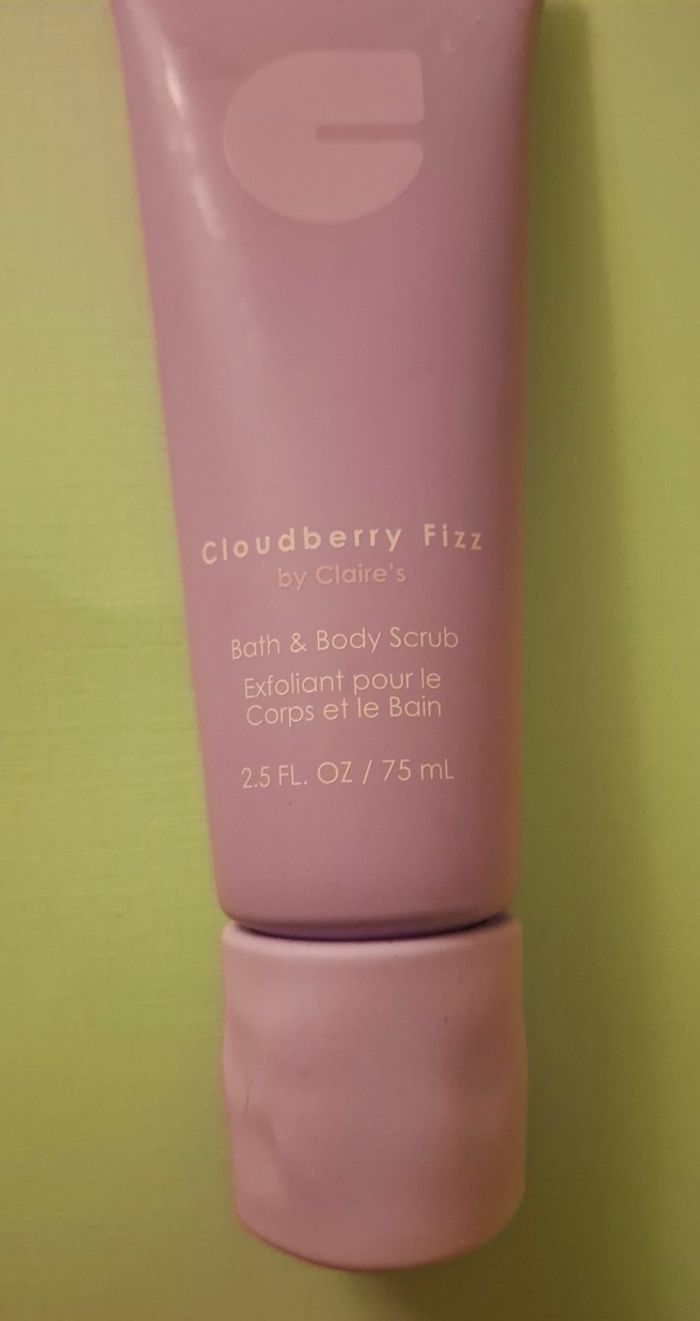 Cloudberry Fizz
by Claire's
Bath & Body Scrub
Exfoliant pour le
Corps et le Bain
2.5 FL. OZ / 75 mL